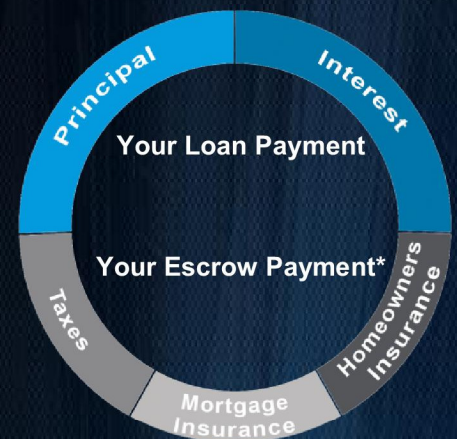 Principal
Interest
Your Loan Payment
Your Escrow Payment*
Taxes
Homeowners
Insurance
Mortgage
Insurance